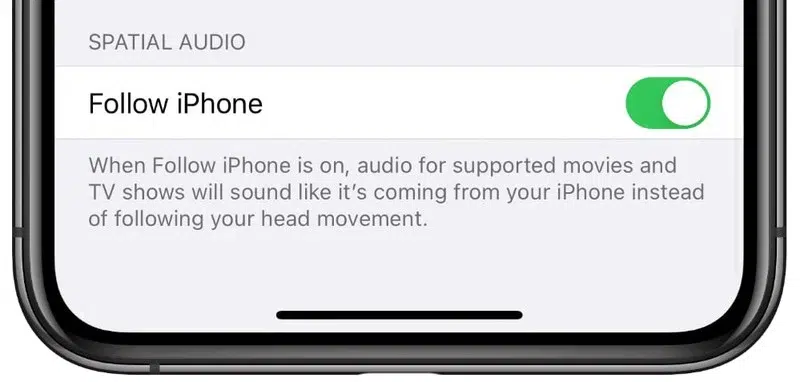 SPATIAL AUDIO
Follow iPhone
When Follow iPhone is on, audio for supported movies and
TV shows will sound like it’s coming from your iPhone instead
of following your head movement.